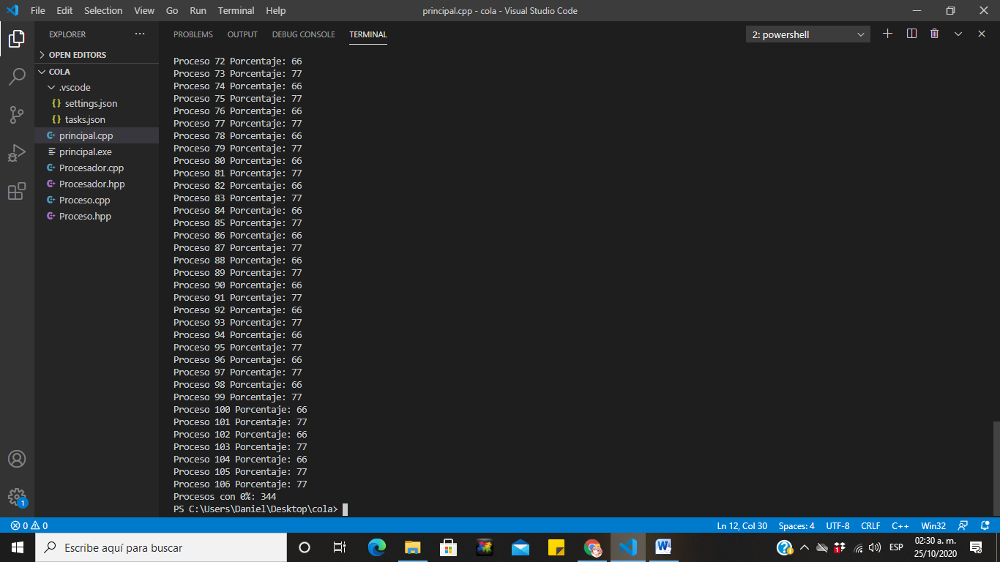 File Edit Selection View Go Run Terminal Help
principal.cpp - cola - Visual Studio Code
EXPLORER
OPEN EDITORS
COLA
.vscode
{} settings.json
{} tasks.json
principal.cpp
principal.exe
Procesador.cpp
Procesador.hpp
Proceso.cpp
Proceso.hpp
1
PROBLEMS OUTPUT DEBUG CONSOLE TERMINAL
2: powershell
Proceso 72 Porcentaje: 66
Proceso 73 Porcentaje: 77
Proceso 74 Porcentaje: 66
Proceso 75 Porcentaje: 77
Proceso 76 Porcentaje: 66
Proceso 77 Porcentaje: 77
Proceso 78 Porcentaje: 66
Proceso 79 Porcentaje: 77
Proceso 80 Porcentaje: 66
Proceso 81 Porcentaje: 77
Proceso 82 Porcentaje: 66
Proceso 83 Porcentaje: 77
Proceso 84 Porcentaje: 66
Proceso 85 Porcentaje: 77
Proceso 86 Porcentaje: 66
Proceso 87 Porcentaje: 77
Proceso 88 Porcentaje: 66
Proceso 89 Porcentaje: 77
Proceso 90 Porcentaje: 66
Proceso 91 Porcentaje: 77
Proceso 92 Porcentaje: 66
Proceso 93 Porcentaje: 77
Proceso 94 Porcentaje: 66
Proceso 95 Porcentaje: 77
Proceso 96 Porcentaje: 66
Proceso 97 Porcentaje: 77
Proceso 98 Porcentaje: 66
Proceso 99 Porcentaje: 77
Proceso 100 Porcentaje: 66
Proceso 101 Porcentaje: 77
Proceso 102 Porcentaje: 66
Proceso 103 Porcentaje: 77
Proceso 104 Porcentaje: 66
Proceso 105 Porcentaje: 77
Proceso 106 Porcentaje: 77
Procesos con 0%: 344
PS C:\Users\Daniel\Desktop\cola>
0 0
Ln 12, Col 30 Spaces: 4 UTF-8 CRLF C++ Win32
Escribe aquí para buscar
ESP
02:30 a. m.
25/10/2020